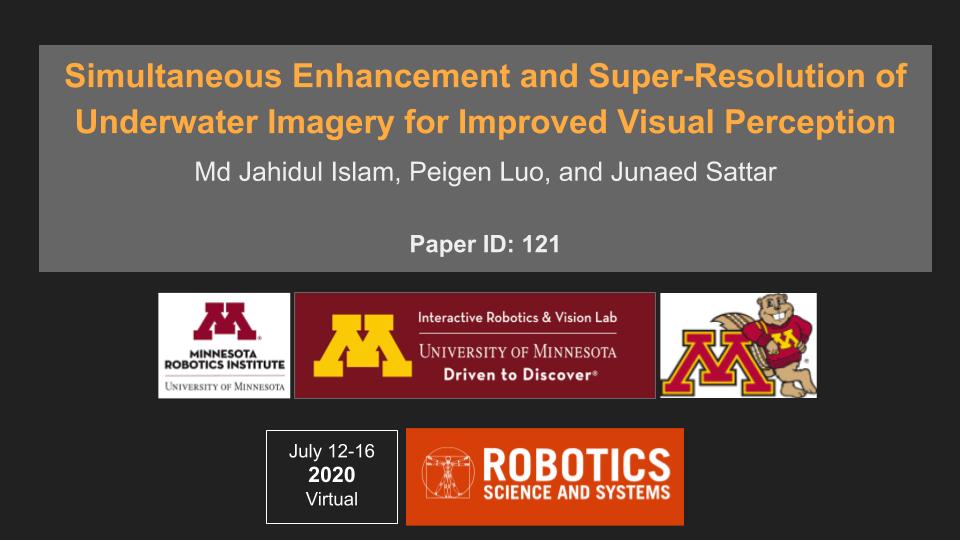 Simultaneous Enhancement and Super-Resolution of
Underwater Imagery for Improved Visual Perception
Md Jahidul Islam, Peigen Luo, and Junaed Sattar
Paper ID: 121
M
MINNESOTA
ROBOTICS INSTITUTE
UNIVERSITY OF MINNESOTA
M
Interactive Robotics & Vision Lab
UNIVERSITY OF MINNESOTA
Driven to Discover®
M
M
July 12-16
2020
Virtual
ROBOTICS
SCIENCE AND SYSTEMS